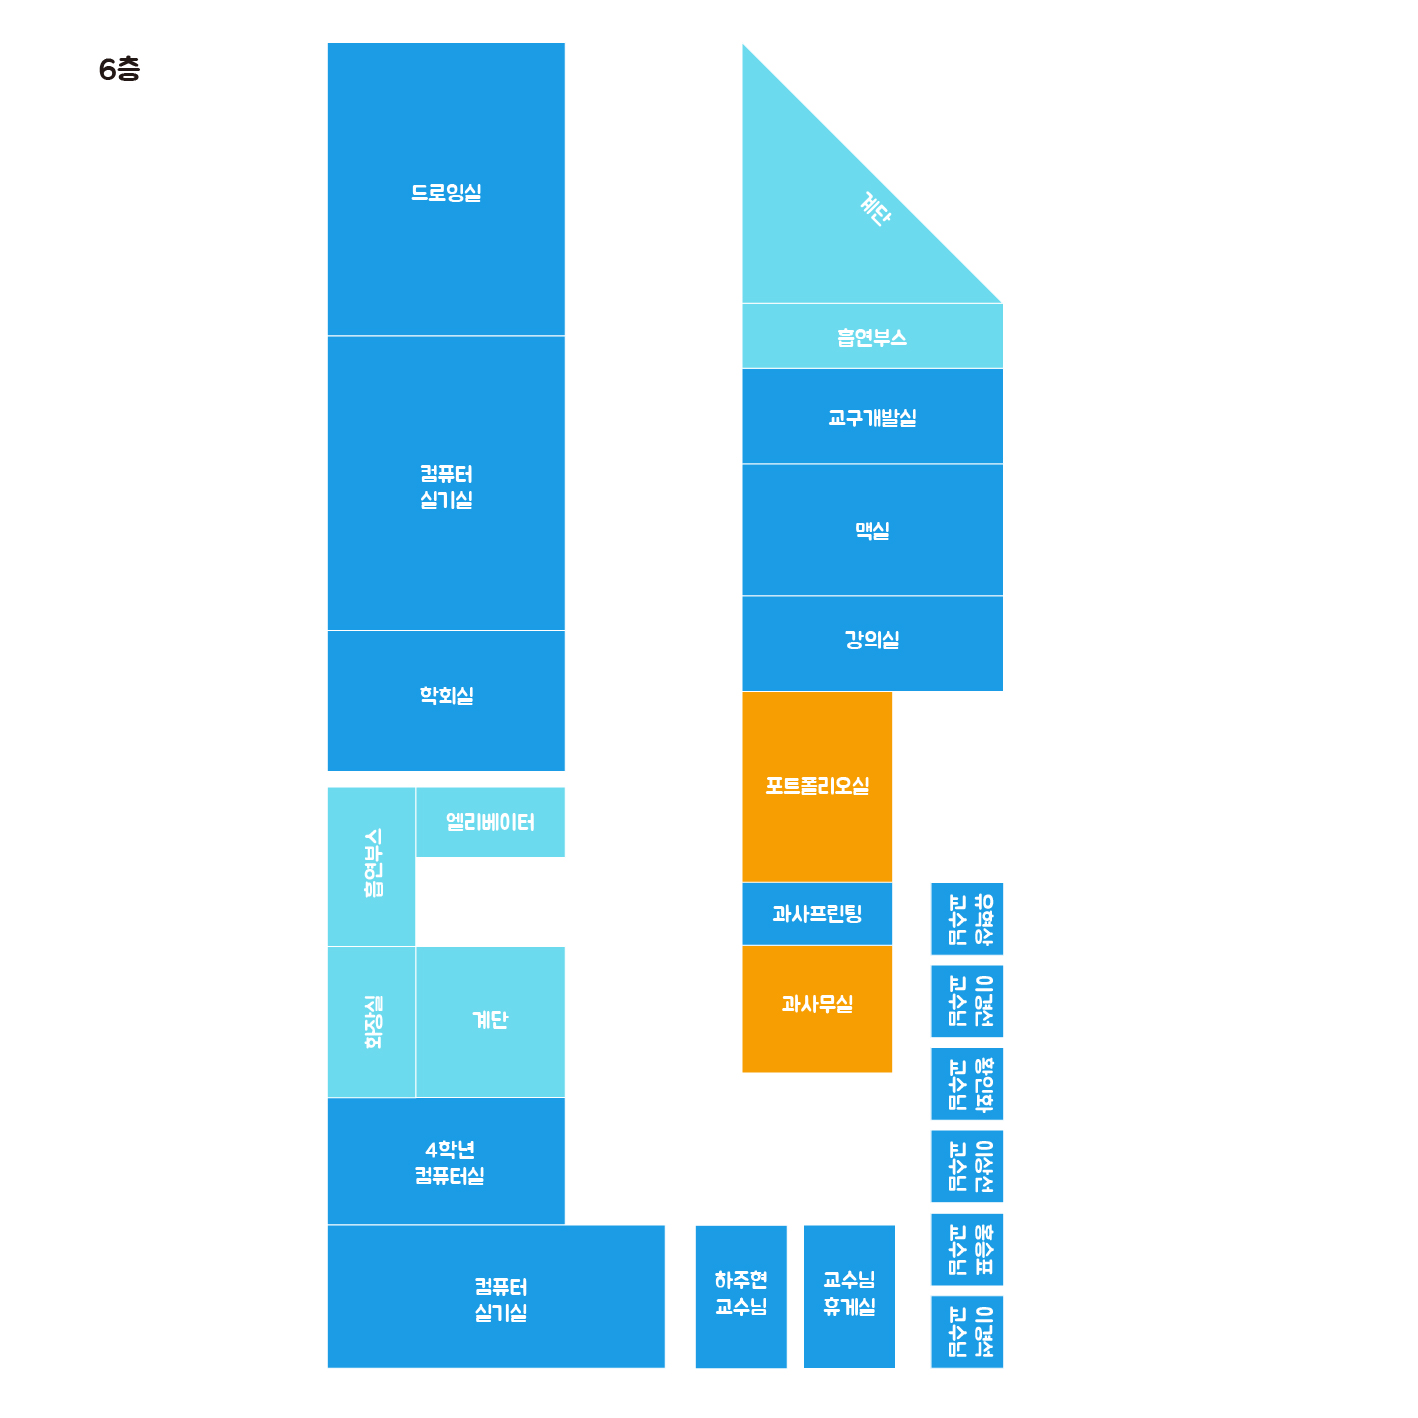 6층
드로잉실
컴퓨터
실기실
학회실
흡연부스
엘리베이터
화장실
계단
4학년
컴퓨터실
컴퓨터
실기실
계단
흡연부스
교구개발실
맥실
강의실
포트폴리오실
과사프린팅
과사무실
하주현
교수님
교수님
휴게실
유학상
교수님
이경선
교수님
황인화
교수님
이상선
교수님
홍승표
교수님
이경석
교수님